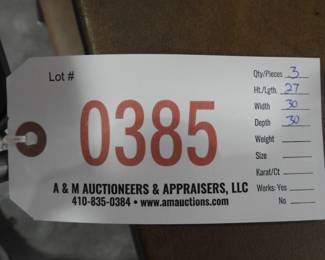 Lot #
0385
Qty/Pieces 3
Ht./Lgth. 27
Width 30
Depth 30
Weight
Size
Karat/Ct
Works: Yes
No
A & M AUCTIONEERS & APPRAISERS, LLC
410-835-0384 • www.amauctions.com